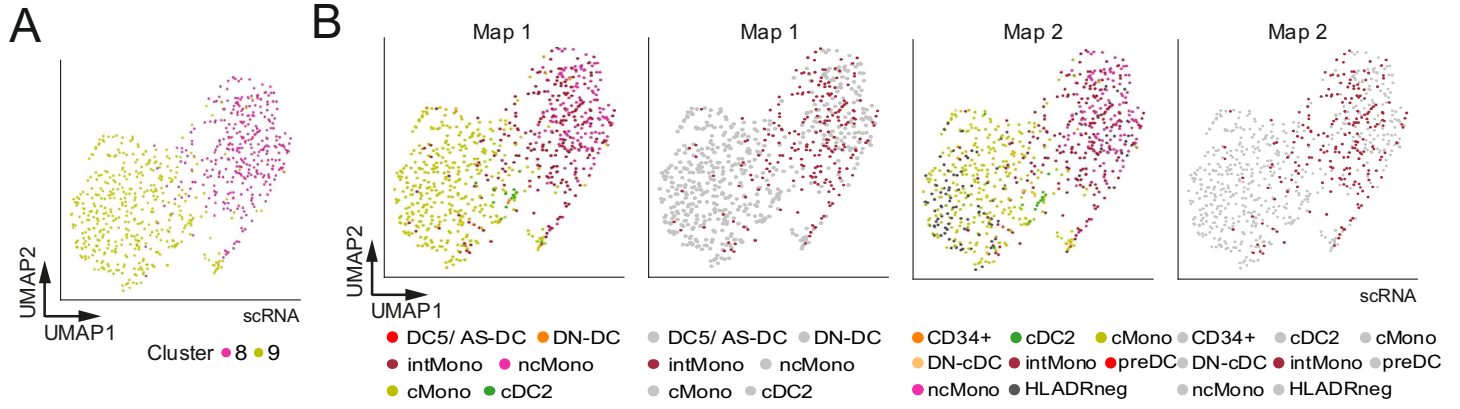 A
UMAP2
UMAP1
scRNA
Cluster 8 9
B
Map 1 Map 1 Map 2 Map 2
UMAP2
UMAP1
scRNA
DC5/ AS-DC DN-DC
intMono ncMono
cMono cDC2
DC5/ AS-DC DN-DC
intMono ncMono
cMono cDC2
CD34+ cDC2 cMono
DN-cDC intMono preDC
ncMono HLADRneg
CD34+ cDC2 cMono
DN-cDC intMono preDC
ncMono HLADRneg